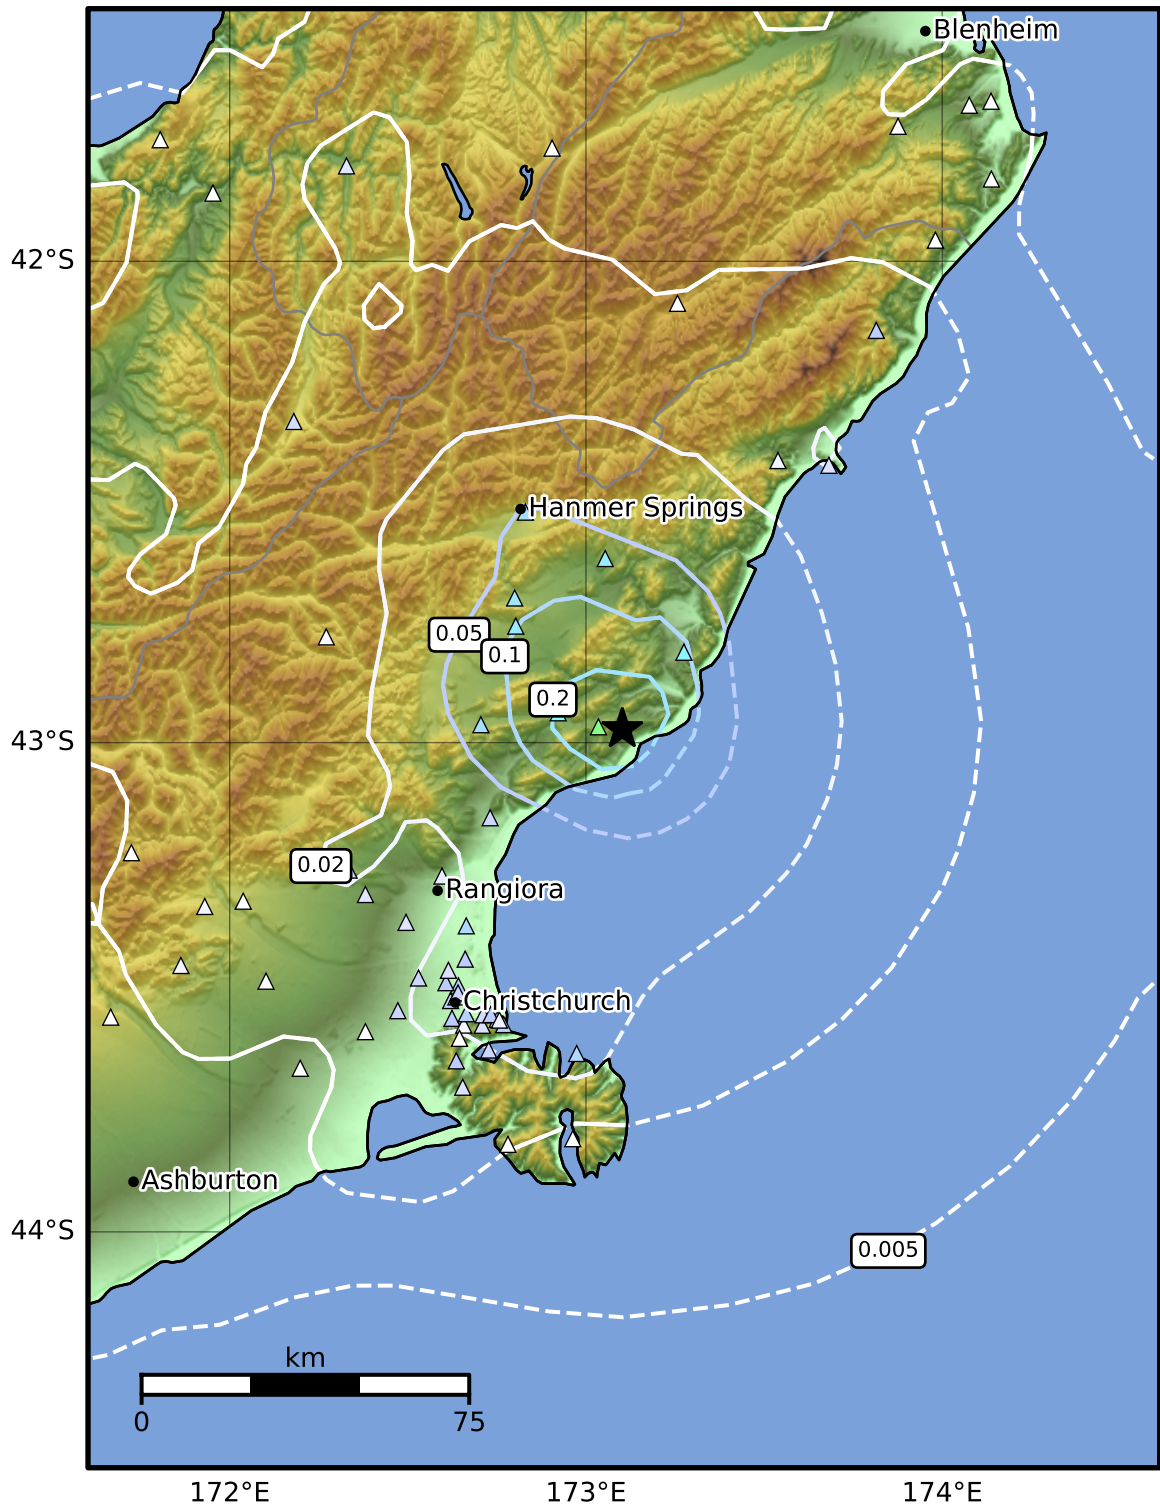 Blenheim
42°S
Hanmer Springs
0.05
0.1
0.2
43°S
0.02
Rangiora
Christchurch
Ashburton
44°S
0.005
km
0
75
172°E
173°E
174°E